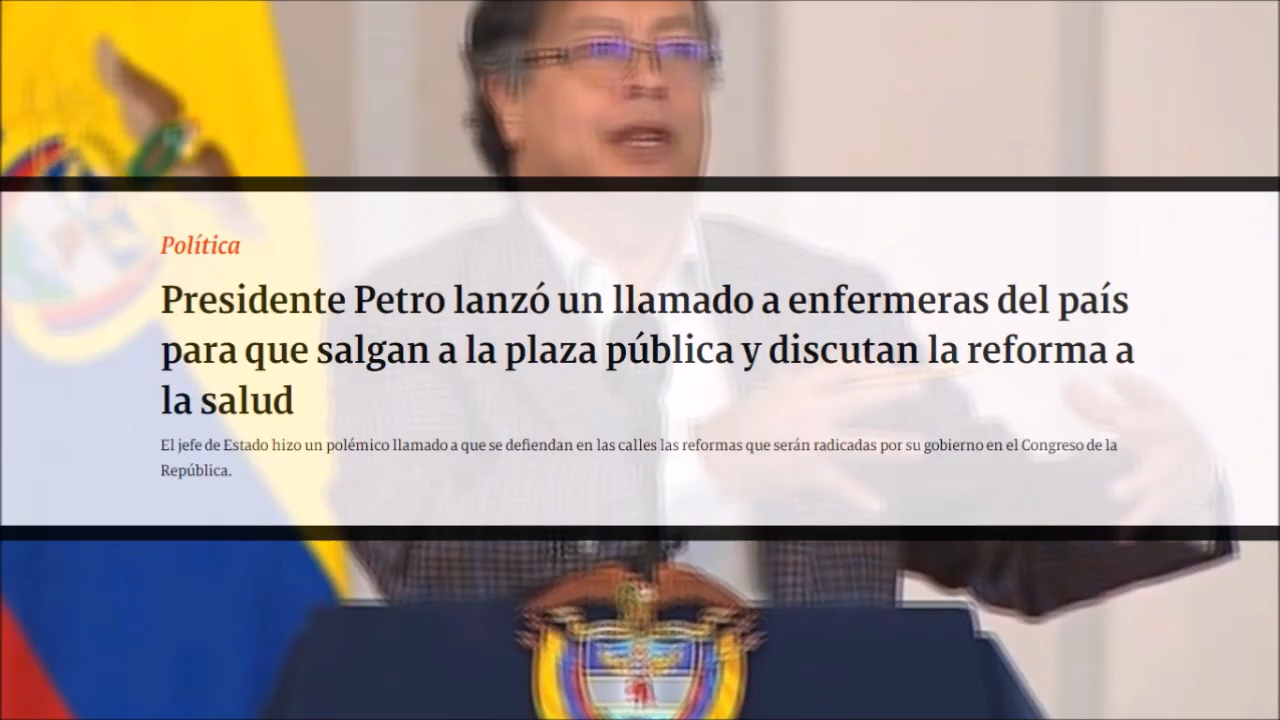 Política
Presidente Petro lanzó un llamado a enfermeras del país
para que salgan a la plaza pública y discutan la reforma a
la salud
El jefe de Estado hizo un polémico llamado a que se defiendan en las calles las reformas que serán radicadas por su gobierno en el Congreso de la
República.